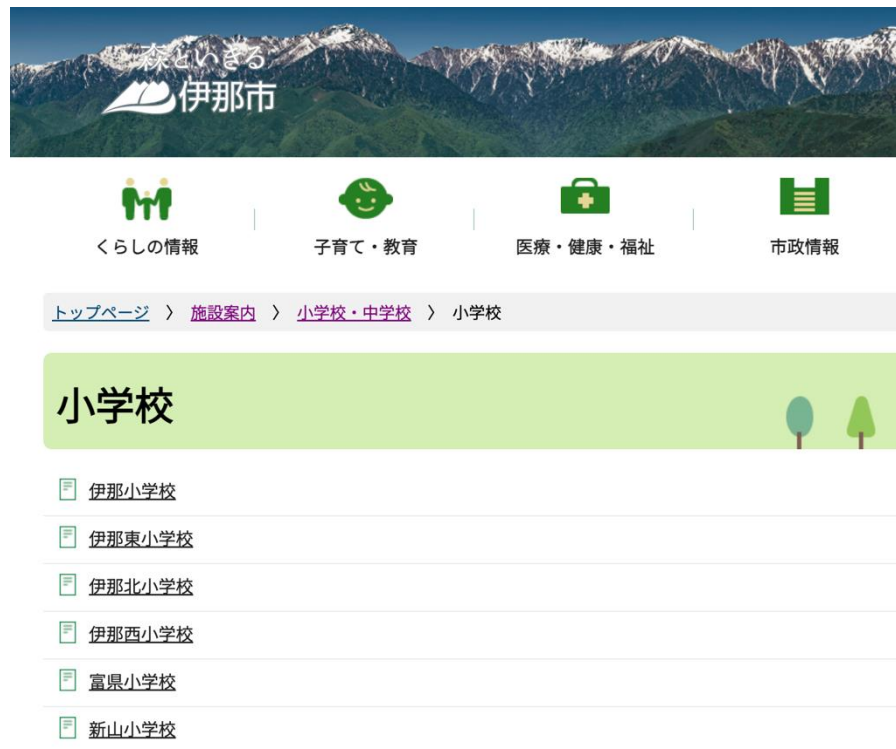 森といきる
伊那市
くらしの情報
子育て・教育
医療・健康・福祉
市政情報
トップページ 〉 施設案内 〉 小学校・中学校 〉 小学校
小学校
伊那小学校
伊那東小学校
伊那北小学校
伊那西小学校
富県小学校
新山小学校